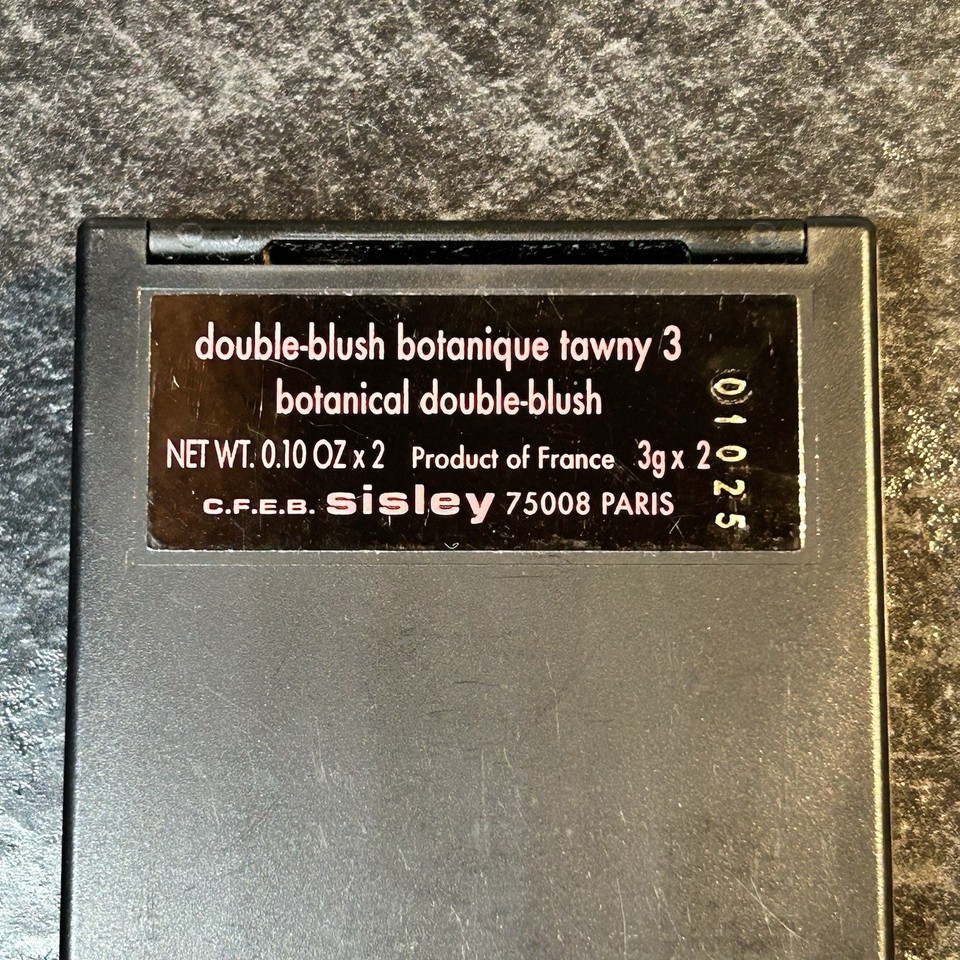 double-blush botanique tawny 3
botanical double-blush
NET WT. 0.10 OZ x 2 Product of France 3g x 2
C.F.E.B. sisley 75008 PARIS
01025